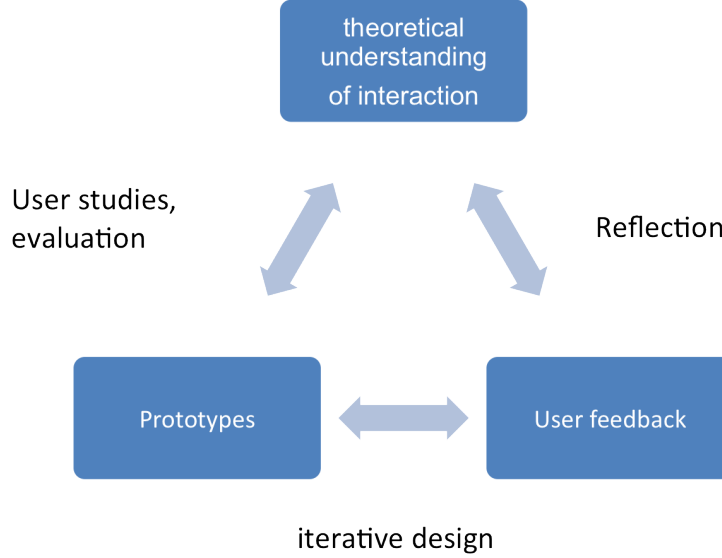 theoretical
understanding
of interaction
User studies,
evaluation
Reflection
Prototypes
User feedback
iterative design